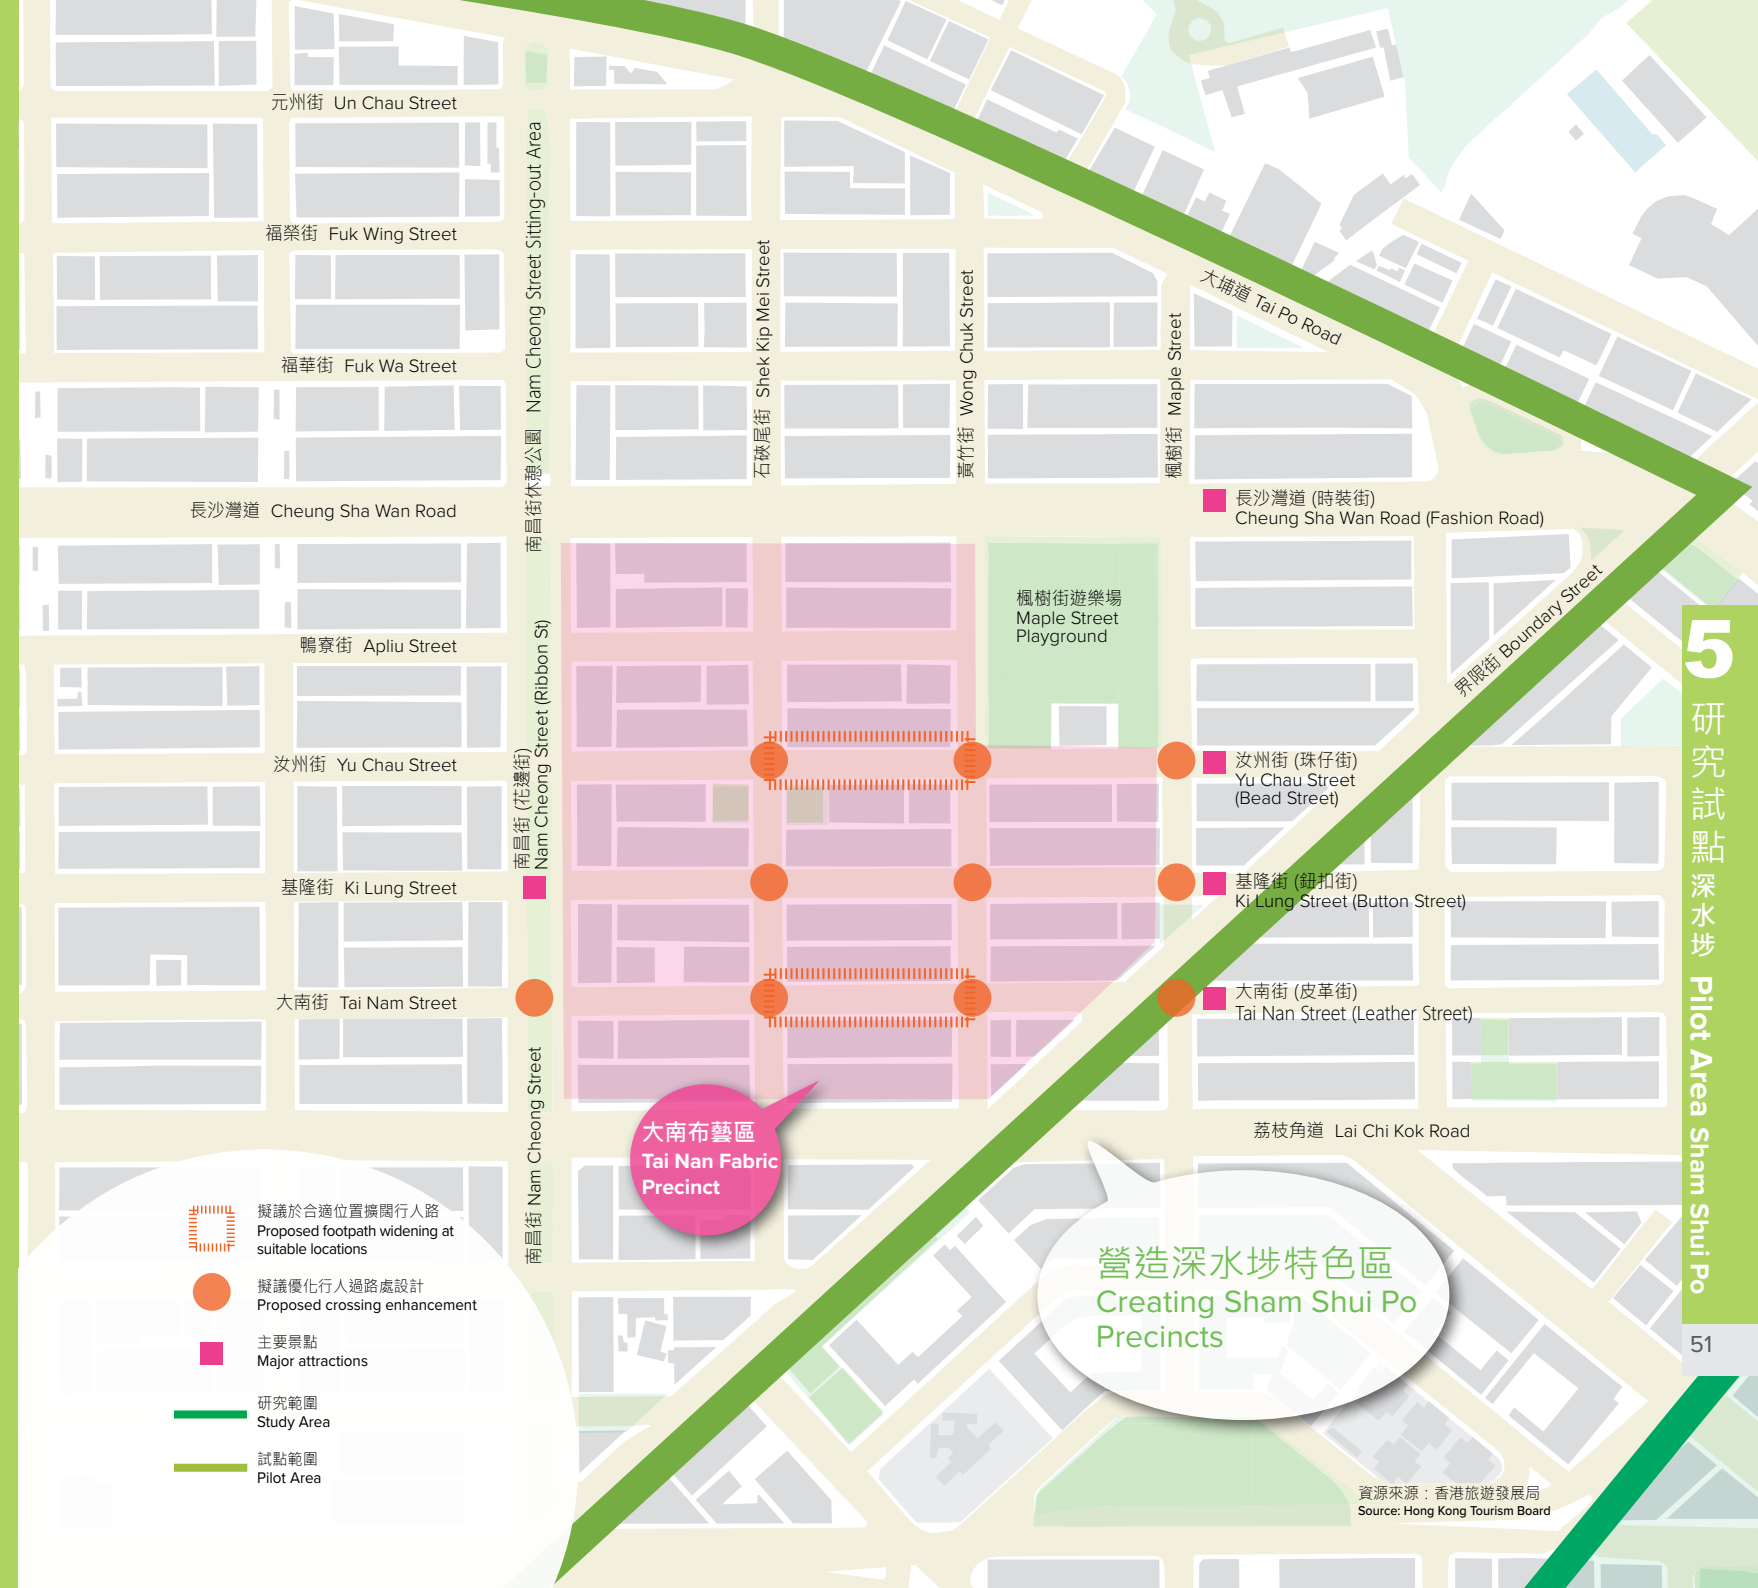 元州街 Un Chau Street
福榮街 Fuk Wing Street
福華街 Fuk Wa Street
長沙灣道 Cheung Sha Wan Road
鴨寮街 Apliu Street
汝州街 Yu Chau Street
基隆街 Ki Lung Street
大南街 Tai Nam Street
南昌街休憩公園 Nam Cheong Street Sitting-out Area
南昌街 (花邊街)
Nam Cheong Street (Ribbon St)
南昌街 Nam Cheong Street
石硤尾街 Shek Kip Mei Street
黃竹街 Wong Chuk Street
楓樹街 Maple Street
大埔道 Tai Po Road
長沙灣道 (時裝街)
Cheung Sha Wan Road (Fashion Road)
楓樹街遊樂場
Maple Street
Playground
界限街 Boundary Street
汝州街 (珠仔街)
Yu Chau Street
(Bead Street)
基隆街 (鈕扣街)
Ki Lung Street (Button Street)
大南街 (皮革街)
Tai Nan Street (Leather Street)
荔枝角道 Lai Chi Kok Road
大南布藝區
Tai Nan Fabric
Precinct
營造深水埗特色區
Creating Sham Shui Po
Precincts
擬議於合適位置擴闊行人路
Proposed footpath widening at
suitable locations
擬議優化行人過路處設計
Proposed crossing enhancement
主要景點
Major attractions
研究範圍
Study Area
試點範圍
Pilot Area
資源來源：香港旅遊發展局
Source: Hong Kong Tourism Board
5
研究試點 深水埗 Pilot Area Sham Shui Po
51